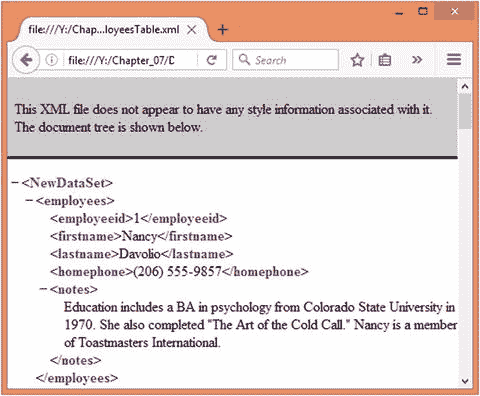 file:///Y:/Chap...loyeesTable.xml
file:///Y:/Chapter_07/D
Search
This XML file does not appear to have any style information associated with it.
The document tree is shown below.
−<NewDataSet>
−<employees>
<employeeid>1</employeeid>
<firstname>Nancy</firstname>
<lastname>Davolio</lastname>
<homephone>(206) 555-9857</homephone>
−<notes>
Education includes a BA in psychology from Colorado State University in
1970. She also completed "The Art of the Cold Call." Nancy is a member
of Toastmasters International.
</notes>
</employees>